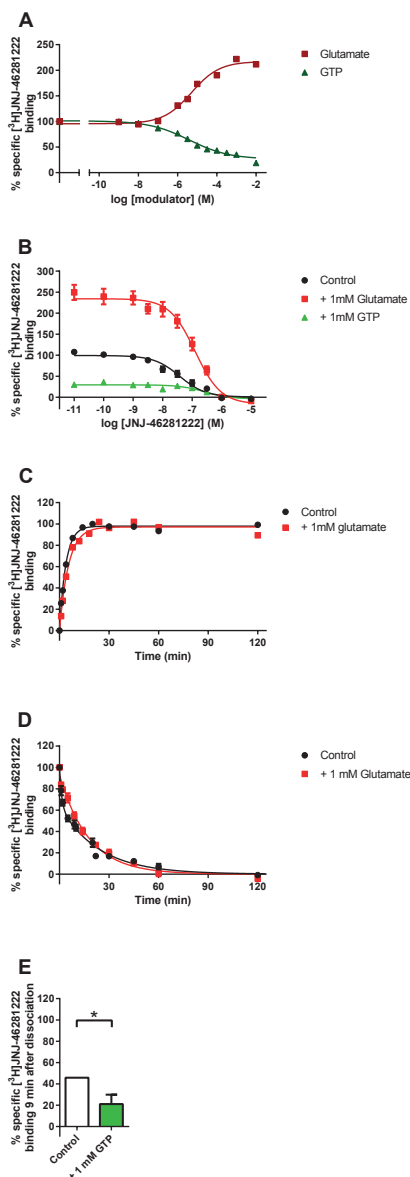 A
% specific [³H]JNJ-46281222
binding
250
200
150
100
50
0
-10
-8
-6
-4
-2
log [modulator] (M)
Glutamate
GTP
B
% specific [³H]JNJ-46281222
binding
300
250
200
150
100
50
0
-11
-10
-9
-8
-7
-6
-5
log [JNJ-46281222] (M)
Control
+ 1mM Glutamate
+ 1mM GTP
C
% specific [³H]JNJ-46281222
binding
120
100
80
60
40
20
0
0
30
60
90
120
Time (min)
Control
+ 1mM glutamate
D
% specific [³H]JNJ-46281222
binding
120
100
80
60
40
20
0
0
30
60
90
120
Time (min)
Control
+ 1 mM Glutamate
E
% specific [³H]JNJ-46281222
binding 9 min after dissociation
120
100
80
60
40
20
0
*
Control
+ 1 mM GTP